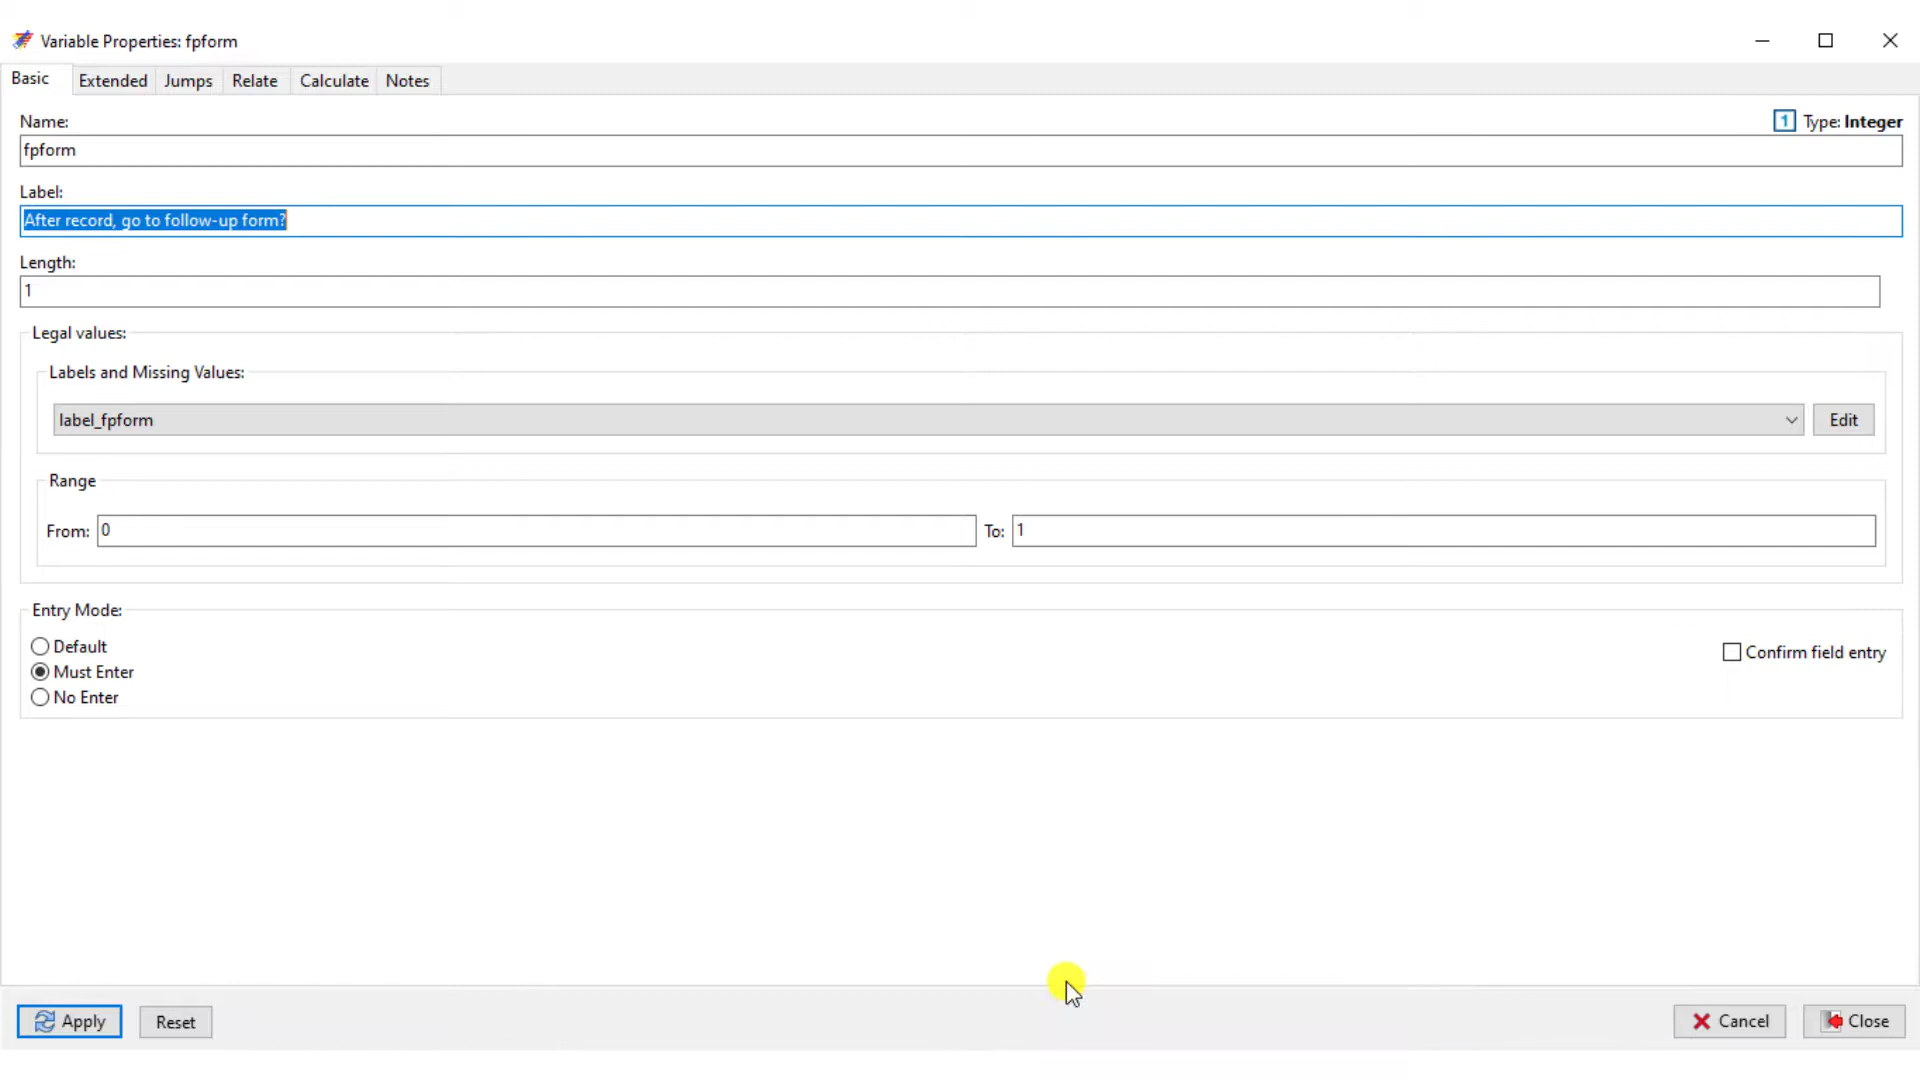 Variable Properties: fpform
Basic Extended Jumps Relate Calculate Notes
Name:
1 Type: Integer
fpform
Label:
After record, go to follow-up form?
Length:
1
Legal values:
Labels and Missing Values:
label_fpform
Edit
Range
From: 0 To: 1
Entry Mode:
Default
Must Enter
No Enter
Confirm field entry
Apply Reset Cancel Close